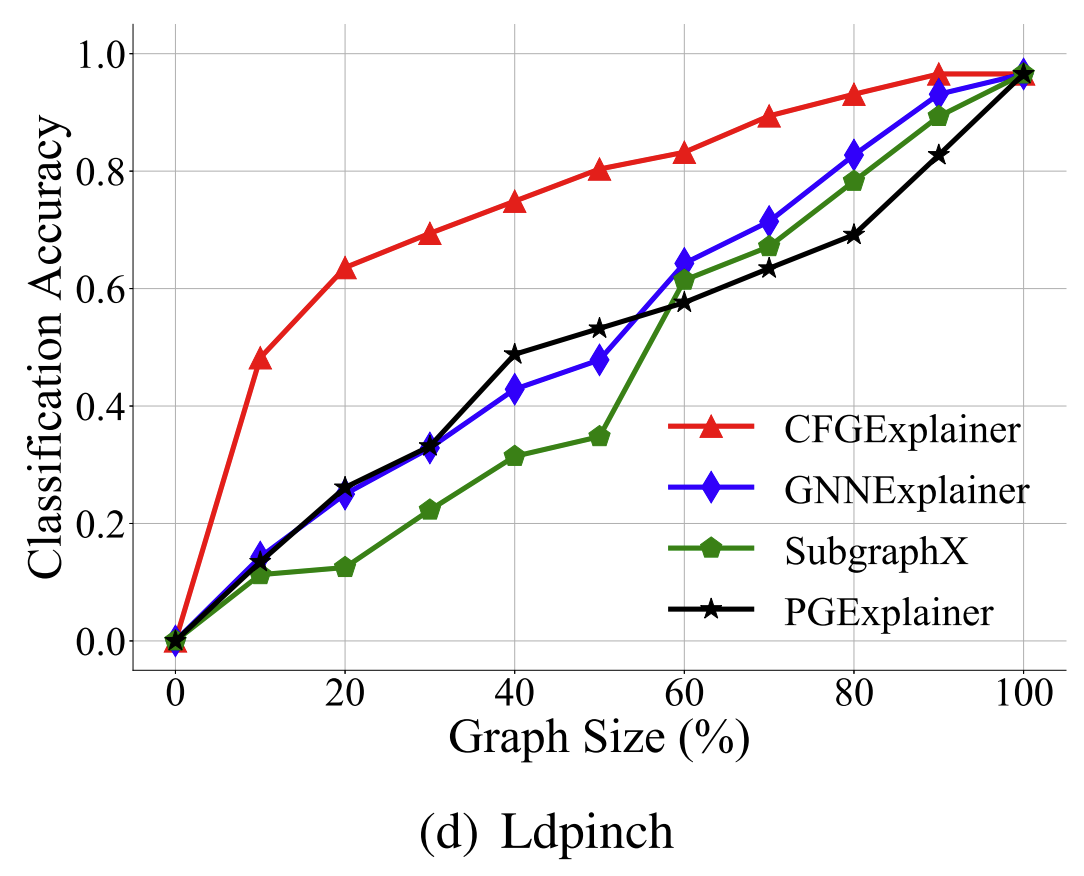 1.0
0.8
0.6
0.4
0.2
0.0
Classification Accuracy
CFGExplainer
GNNExplainer
SubgraphX
PGExplainer
0 20 40 60 80 100
Graph Size (%)
(d) Ldpinch